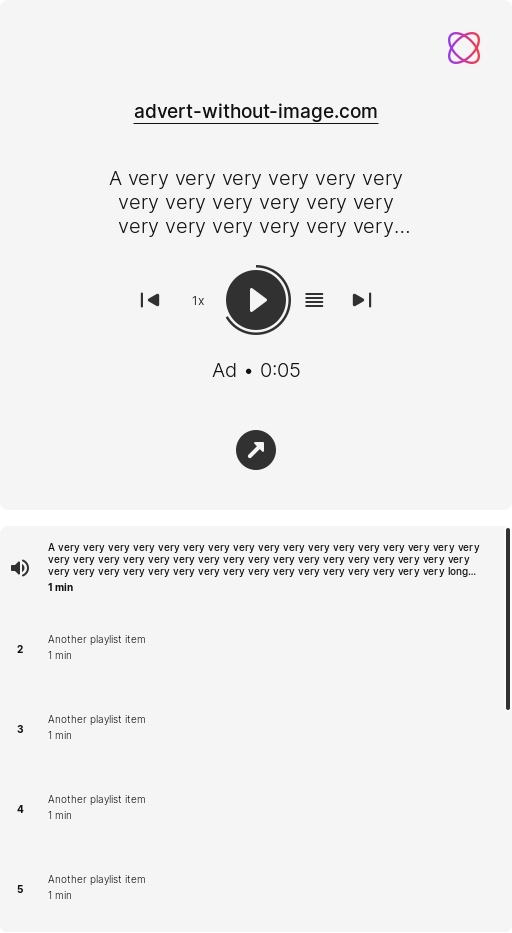 advert-without-image.com
A very very very very very very
very very very very very very
very very very very very very...
1x
Ad • 0:05
A very very very very very very very very very very very very very very very very very
very very very very very very very very very very very very very very very very very
very very very very very very very very very very very very very very very very long...
1 min
2
Another playlist item
1 min
3
Another playlist item
1 min
4
Another playlist item
1 min
5
Another playlist item
1 min